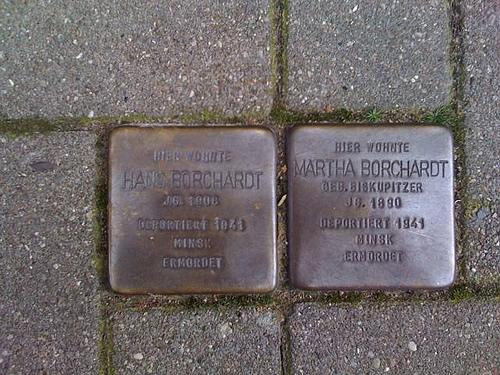 HIER WOHNTE
HANS BORCHARDT
JG. 1908
DEPORTIERT 1941
MINSK
ERMORDET
HIER WOHNTE
MARTHA BORCHARDT
GEB. BISKUPITZER
JG. 1890
DEPORTIERT 1941
MINSK
ERMORDET